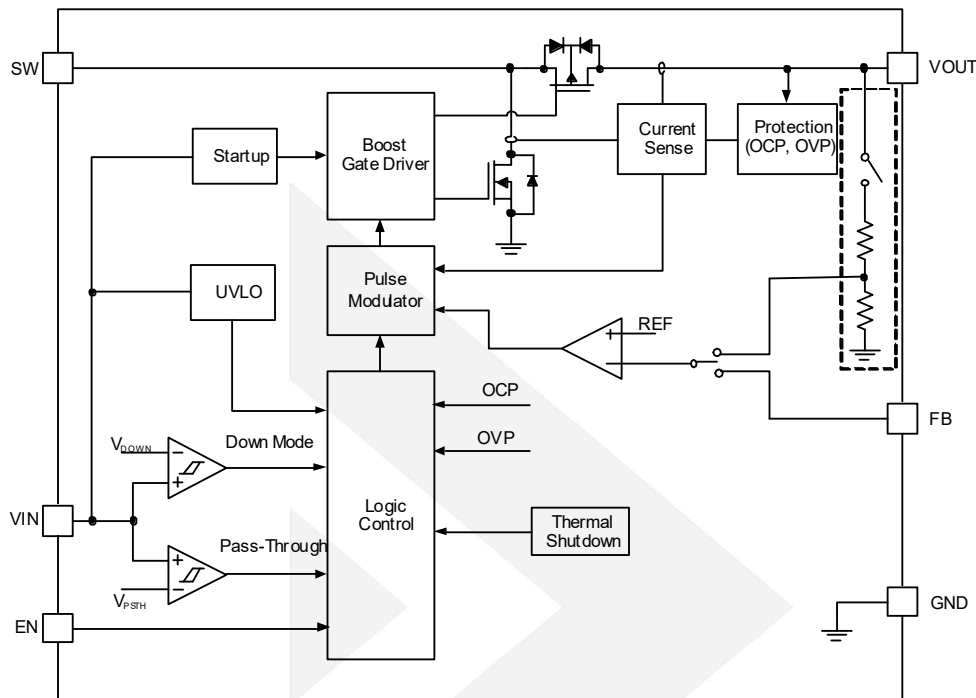 SW
VOUT
Startup
Boost
Gate Driver
Current
Sense
Protection
(OCP, OVP)
UVLO
Pulse
Modulator
REF
+
−
OCP
OVP
FB
VDOWN
−
+
Down Mode
VIN
Logic
Control
Thermal
Shutdown
+
−
Pass-Through
VPSTH
EN
GND